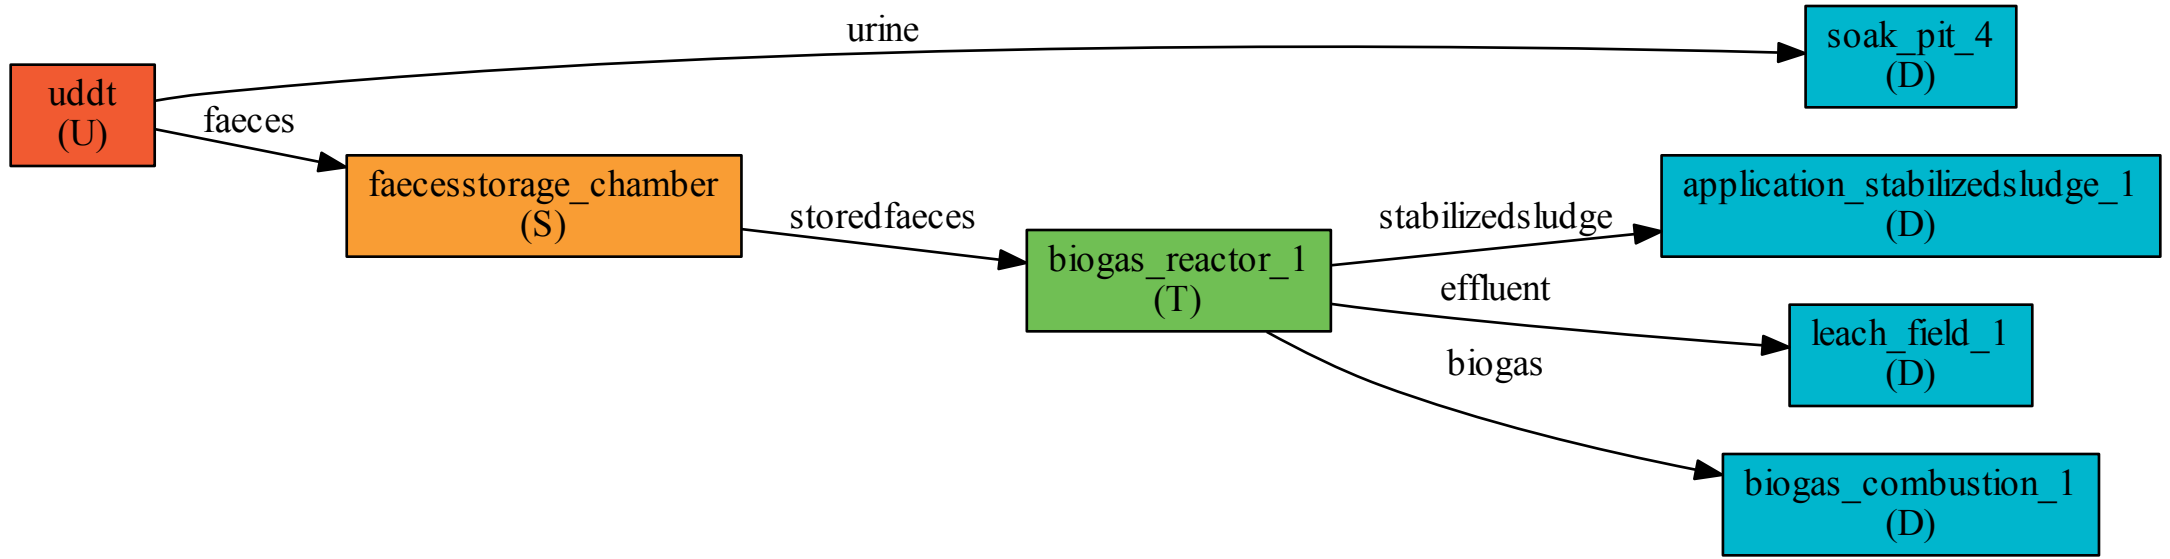 urine
soak_pit_4
(D)
uddt
(U)
faeces
faecesstorage_chamber
(S)
storedfaeces
biogas_reactor_1
(T)
stabilizedsludge
application_stabilizedsludge_1
(D)
effluent
leach_field_1
(D)
biogas
biogas_combustion_1
(D)